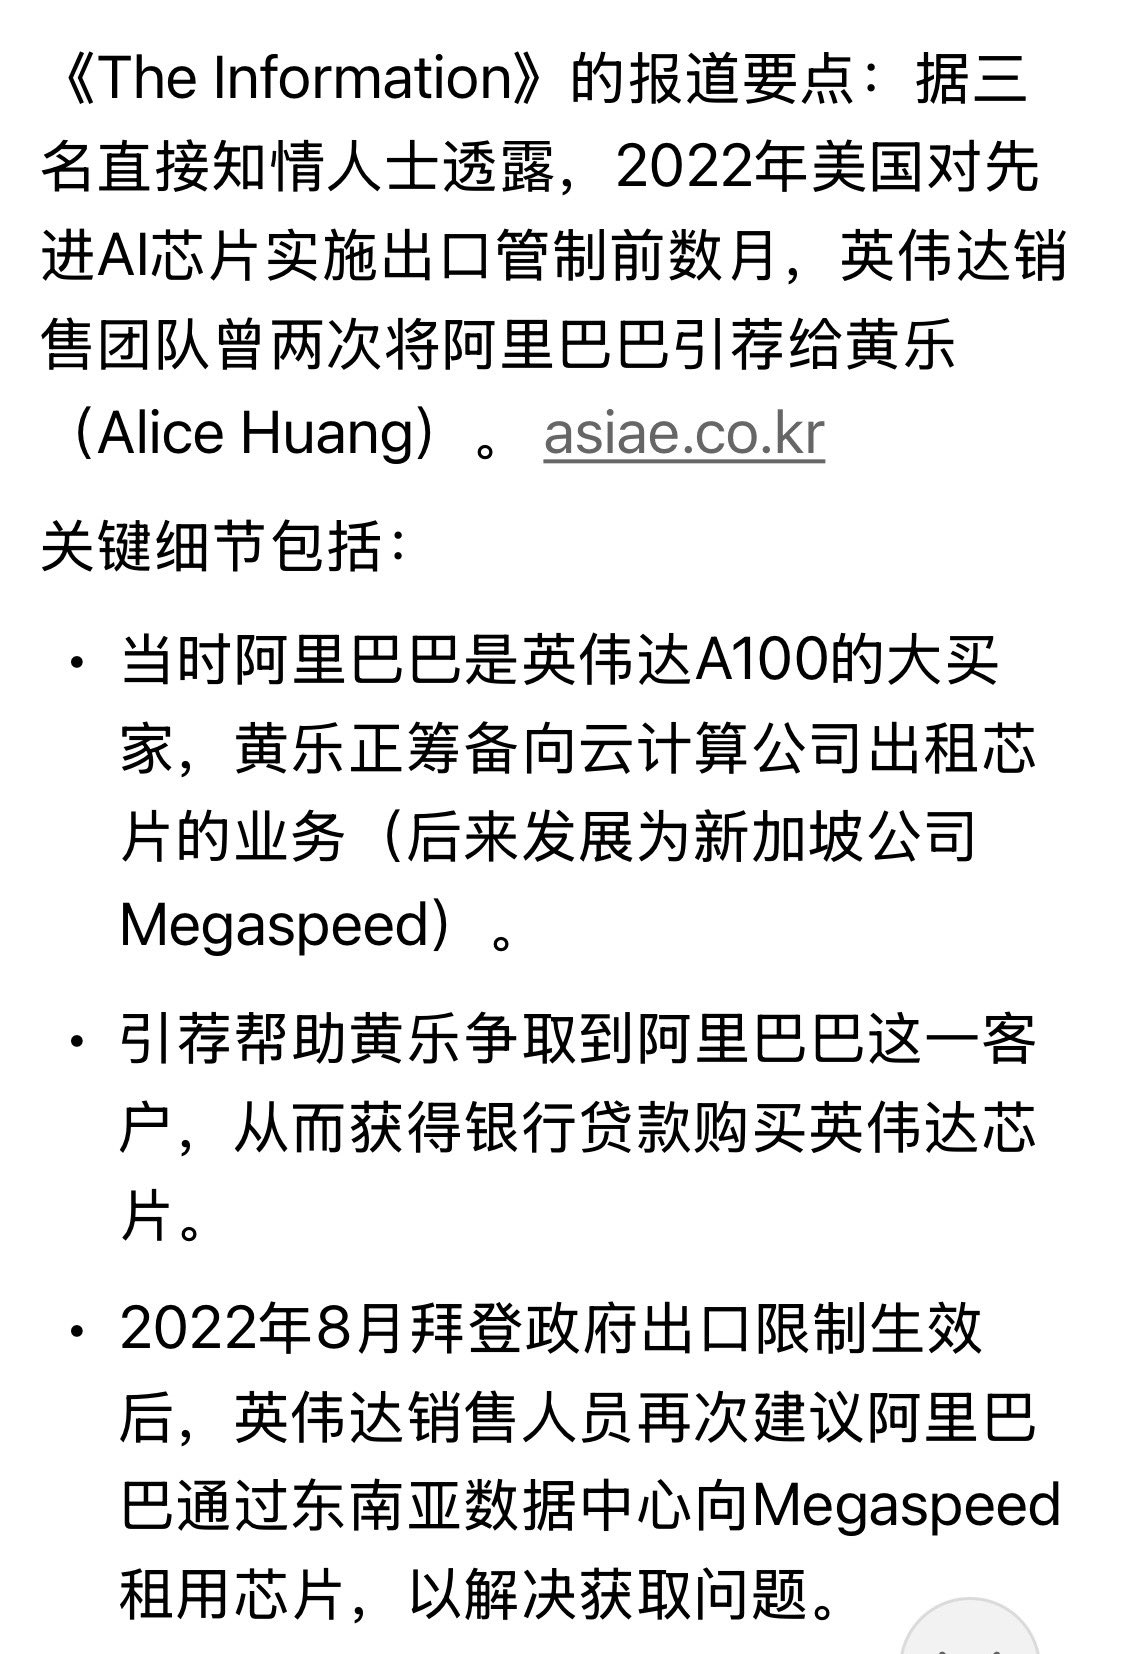 《The Information》的报道要点：据三
名直接知情人士透露，2022年美国对先
进AI芯片实施出口管制前数月，英伟达销
售团队曾两次将阿里巴巴引荐给黄乐
（Alice Huang）。 asiae.co.kr
关键细节包括：
• 当时阿里巴巴是英伟达A100的大买
家，黄乐正筹备向云计算公司出租芯
片的业务（后来发展为新加坡公司
Megaspeed）。
• 引荐帮助黄乐争取到阿里巴巴这一客
户，从而获得银行贷款购买英伟达芯
片。
• 2022年8月拜登政府出口限制生效
后，英伟达销售人员再次建议阿里巴
巴通过东南亚数据中心向Megaspeed
租用芯片，以解决获取问题。